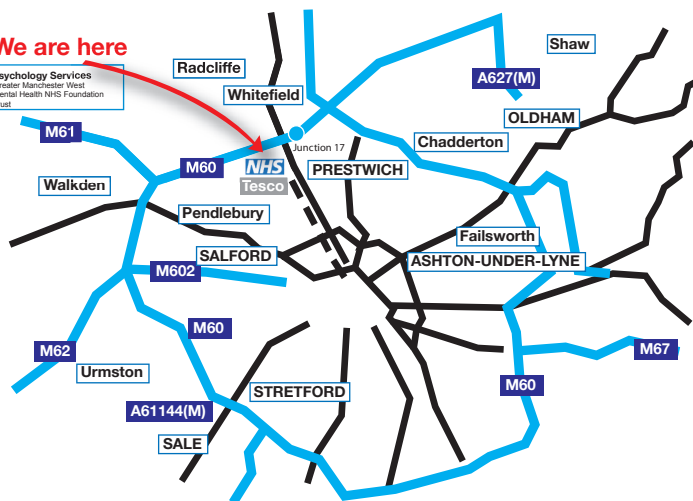 We are here
sychology Services
reater Manchester West
ental Health NHS Foundation
rust
Radcliffe
Whitefield
Shaw
A627(M)
OLDHAM
M61
Junction 17
Chadderton
M60
NHS
Tesco
PRESTWICH
Walkden
Pendlebury
Failsworth
SALFORD
ASHTON-UNDER-LYNE
M602
M60
M62
Urmston
M67
M60
STRETFORD
A61144(M)
SALE